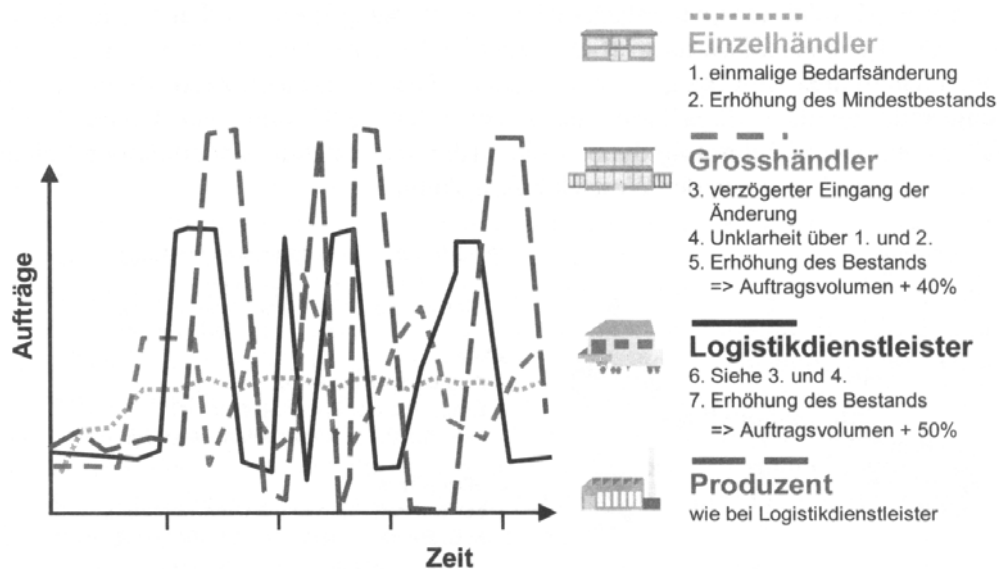 Einzelhändler
1. einmalige Bedarfsänderung
2. Erhöhung des Mindestbestands
Grosshändler
3. verzögerter Eingang der
Änderung
4. Unklarheit über 1. und 2.
5. Erhöhung des Bestands
=> Auftragsvolumen + 40%
Logistikdienstleister
6. Siehe 3. und 4.
7. Erhöhung des Bestands
=> Auftragsvolumen + 50%
Produzent
wie bei Logistikdienstleister
Aufträge
Zeit